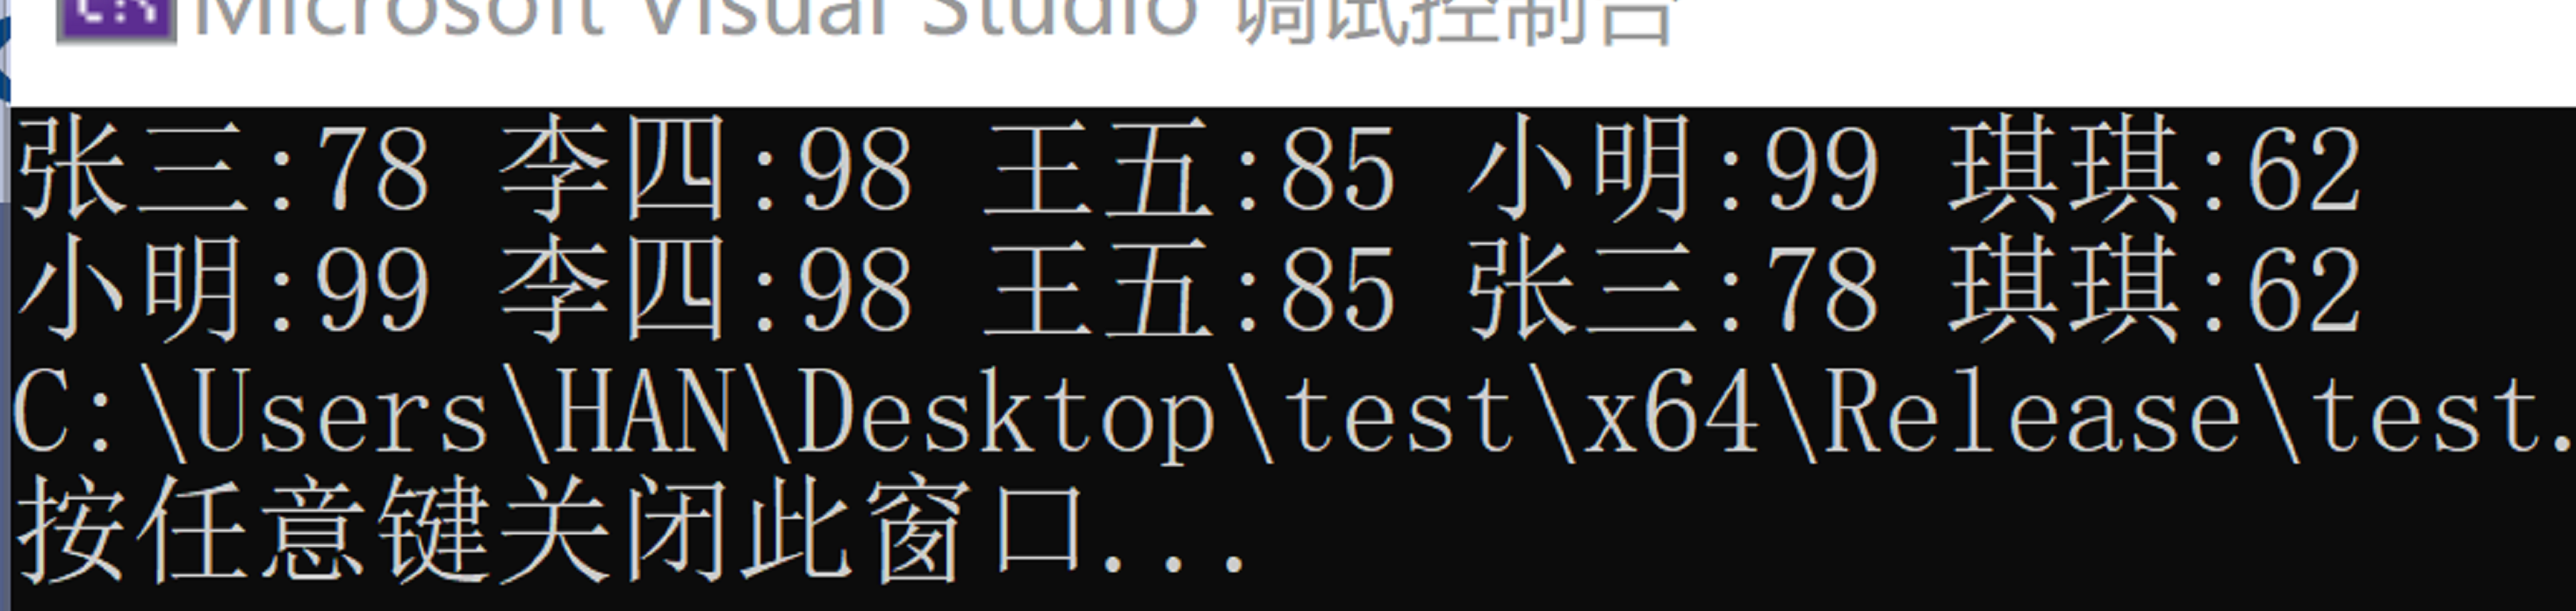 Microsoft Visual Studio 调试控制台
张三:78 李四:98 王五:85 小明:99 琪琪:62
小明:99 李四:98 王五:85 张三:78 琪琪:62
C:\Users\HAN\Desktop\test\x64\Release\test.
按任意键关闭此窗口...